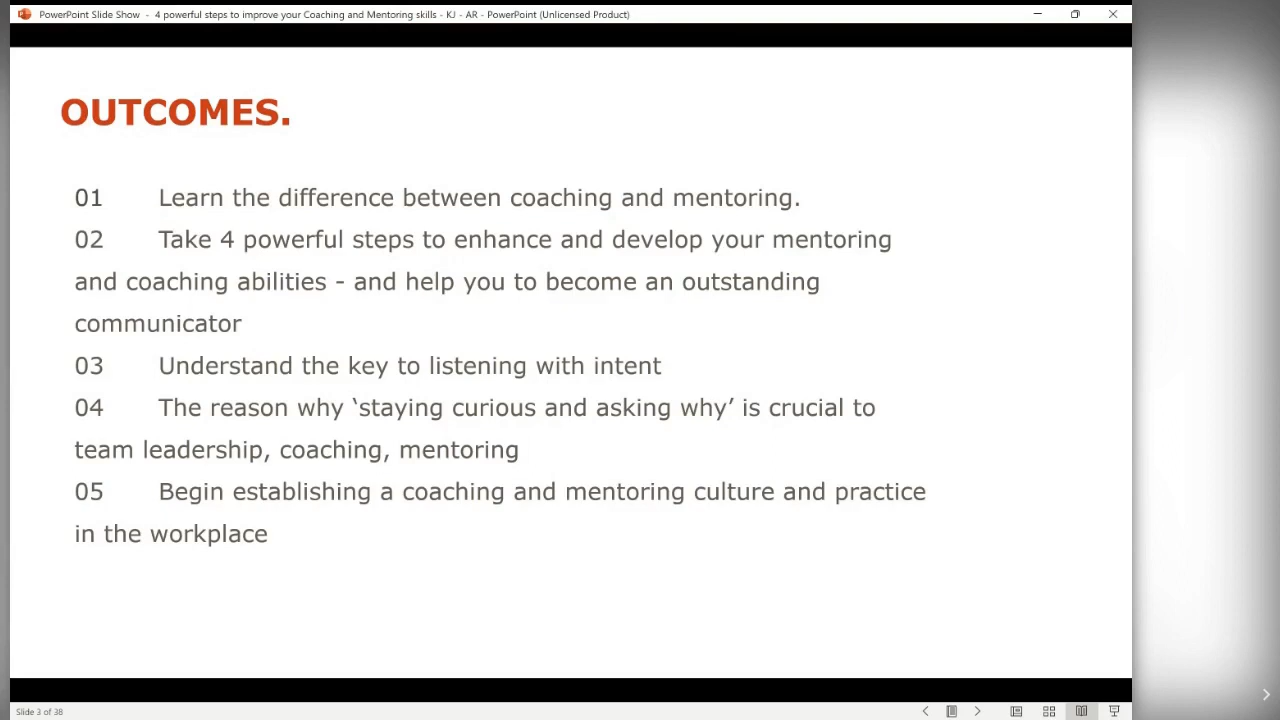 PowerPoint Slide Show - 4 powerful steps to improve your Coaching and Mentoring skills - KJ - AR - PowerPoint (Unlicensed Product)
OUTCOMES.
01 Learn the difference between coaching and mentoring.
02 Take 4 powerful steps to enhance and develop your mentoring
and coaching abilities - and help you to become an outstanding
communicator
03 Understand the key to listening with intent
04 The reason why ‘staying curious and asking why’ is crucial to
team leadership, coaching, mentoring
05 Begin establishing a coaching and mentoring culture and practice
in the workplace
Slide 3 of 38